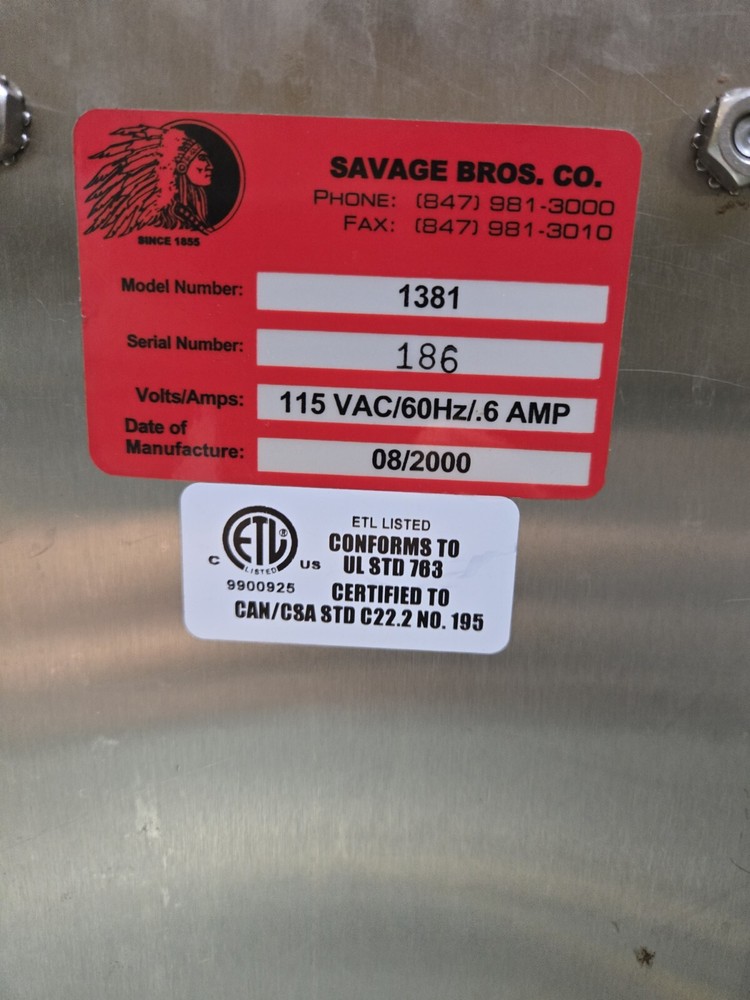 SINCE 1855
SAVAGE BROS. CO.
PHONE: (847) 981-3000
FAX: (847) 981-3010
Model Number: 1381
Serial Number: 186
Volts/Amps: 115 VAC/60Hz/.6 AMP
Date of
Manufacture: 08/2000
ETL LISTED
CONFORMS TO
UL STD 763
C ETL® LISTED US
9900925
CERTIFIED TO
CAN/CSA STD C22.2 NO. 195